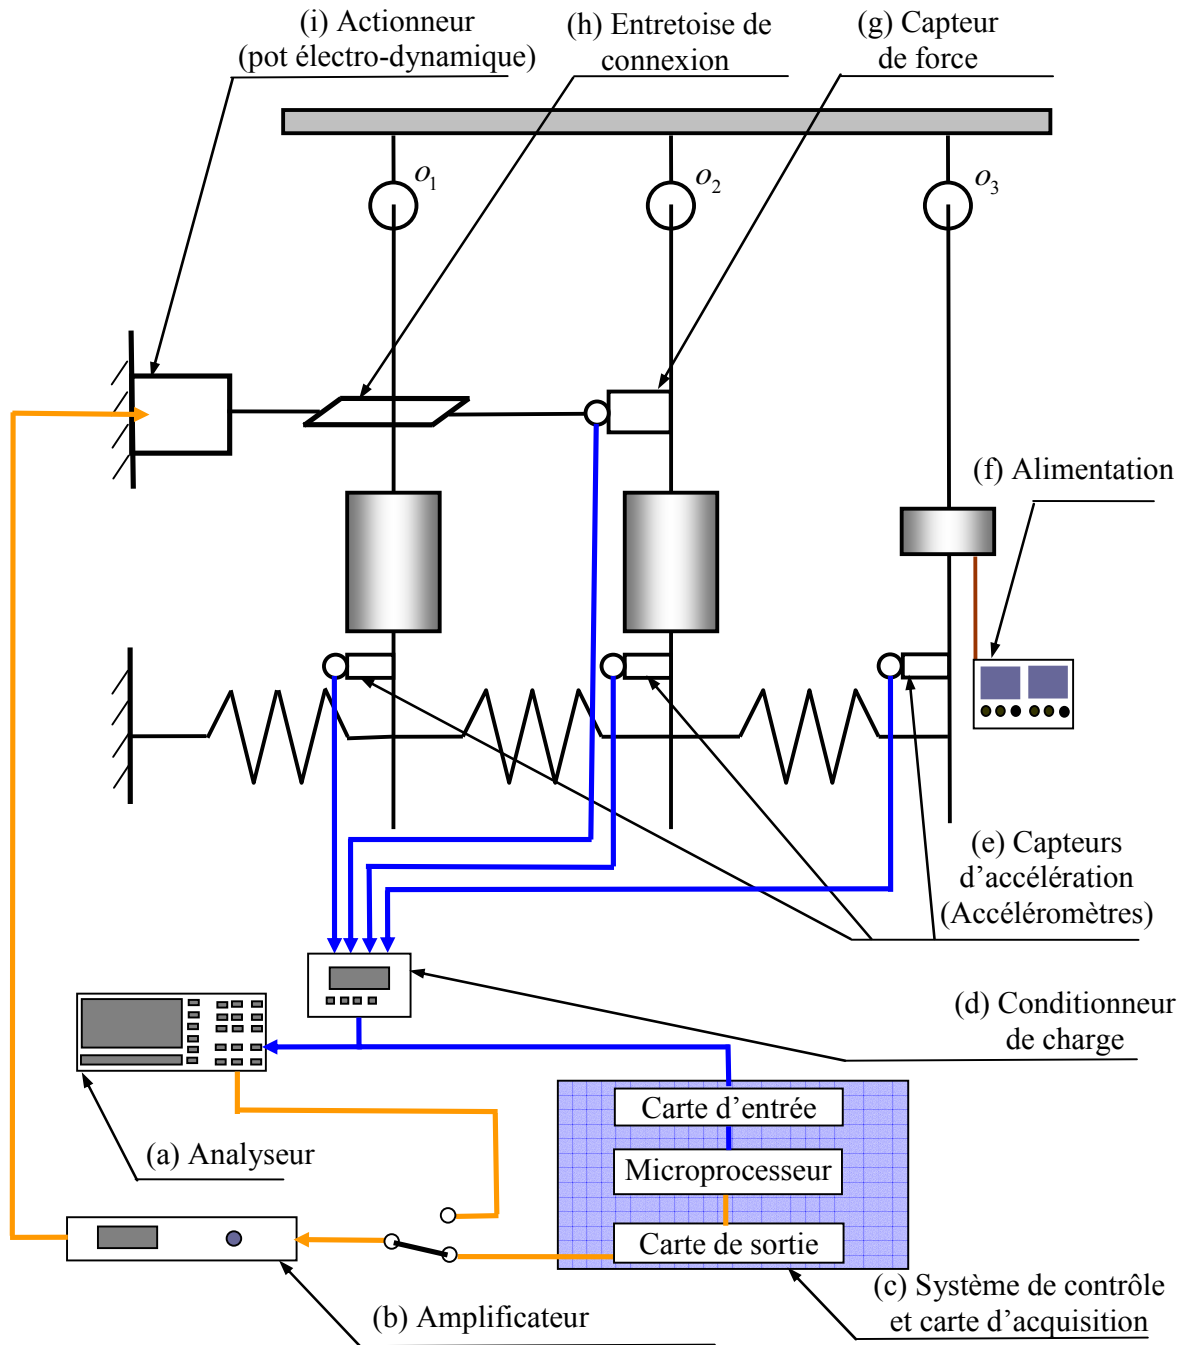 (i) Actionneur
(pot électro-dynamique)
(h) Entretoise de
connexion
(g) Capteur
de force
o1
o2
o3
(f) Alimentation
(e) Capteurs
d’accélération
(Accéléromètres)
(d) Conditionneur
de charge
Carte d’entrée
(a) Analyseur
Microprocesseur
Carte de sortie
(c) Système de contrôle
et carte d’acquisition
(b) Amplificateur